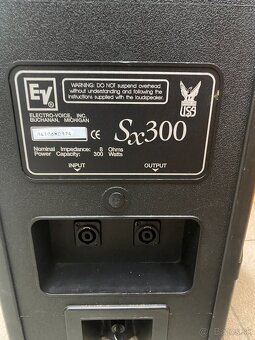 EV
WARNING: DO NOT suspend overhead
without understanding and following the
instructions supplied with the loudspeaker.
ELECTRO-VOICE, INC.
BUCHANAN, MICHIGAN
CE
Sx300
Nominal Impedance: 8 Ohms
Power Capacity: 300 Watts
INPUT
OUTPUT